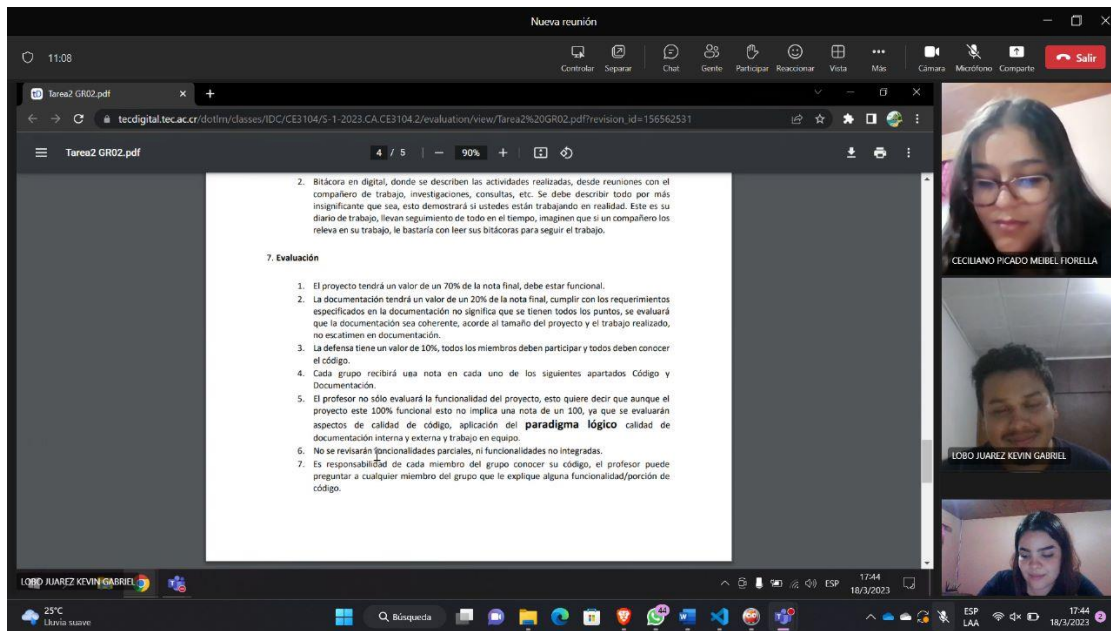 Nueva reunión
11:08
Controlar Separar Chat Gente Participar Reaccionar Vista Más Cámara Micrófono Comparte Salir
Tarea2 GR02.pdf
tecdigital.tec.ac.cr/dotlrn/classes/IDC/CE3104/S-1-2023.CA.CE3104.2/evaluation/view/Tarea2%20GR02.pdf?revision_id=156562531
Tarea2 GR02.pdf 4 / 5 90%
2. Bitácora en digital, donde se describen las actividades realizadas, desde reuniones con el
compañero de trabajo, investigaciones, consultas, etc. Se debe describir todo por más
insignificante que sea, esto demostrará si ustedes están trabajando en realidad. Este es su
diario de trabajo, llevan seguimiento de todo en el tiempo, imaginen que si un compañero los
releva en su trabajo, le bastaría con leer sus bitácoras para seguir el trabajo.
7. Evaluación
1. El proyecto tendrá un valor de un 70% de la nota final, debe estar funcional.
2. La documentación tendrá un valor de un 20% de la nota final, cumplir con los requerimientos
especificados en la documentación no significa que se tienen todos los puntos, se evaluará
que la documentación sea coherente, acorde al tamaño del proyecto y el trabajo realizado,
no escatimen en documentación.
3. La defensa tiene un valor de 10%, todos los miembros deben participar y todos deben conocer
el código.
4. Cada grupo recibirá una nota en cada uno de los siguientes apartados Código y
Documentación.
5. El profesor no sólo evaluará la funcionalidad del proyecto, esto quiere decir que aunque el
proyecto este 100% funcional esto no implica una nota de un 100, ya que se evaluarán
aspectos de calidad de código, aplicación del paradigma lógico calidad de
documentación interna y externa y trabajo en equipo.
6. No se revisarán funcionalidades parciales, ni funcionalidades no integradas.
7. Es responsabilidad de cada miembro del grupo conocer su código, el profesor puede
preguntar a cualquier miembro del grupo que le explique alguna funcionalidad/porción de
código.
CECILIANO PICADO MEIBEL FIORELLA
LOBO JUAREZ KEVIN GABRIEL
LOBO JUAREZ KEVIN GABRIEL
ESP
17:44
18/3/2023
25°C
Lluvia suave
Búsqueda
44
ESP
LAA
17:44
18/3/2023
2